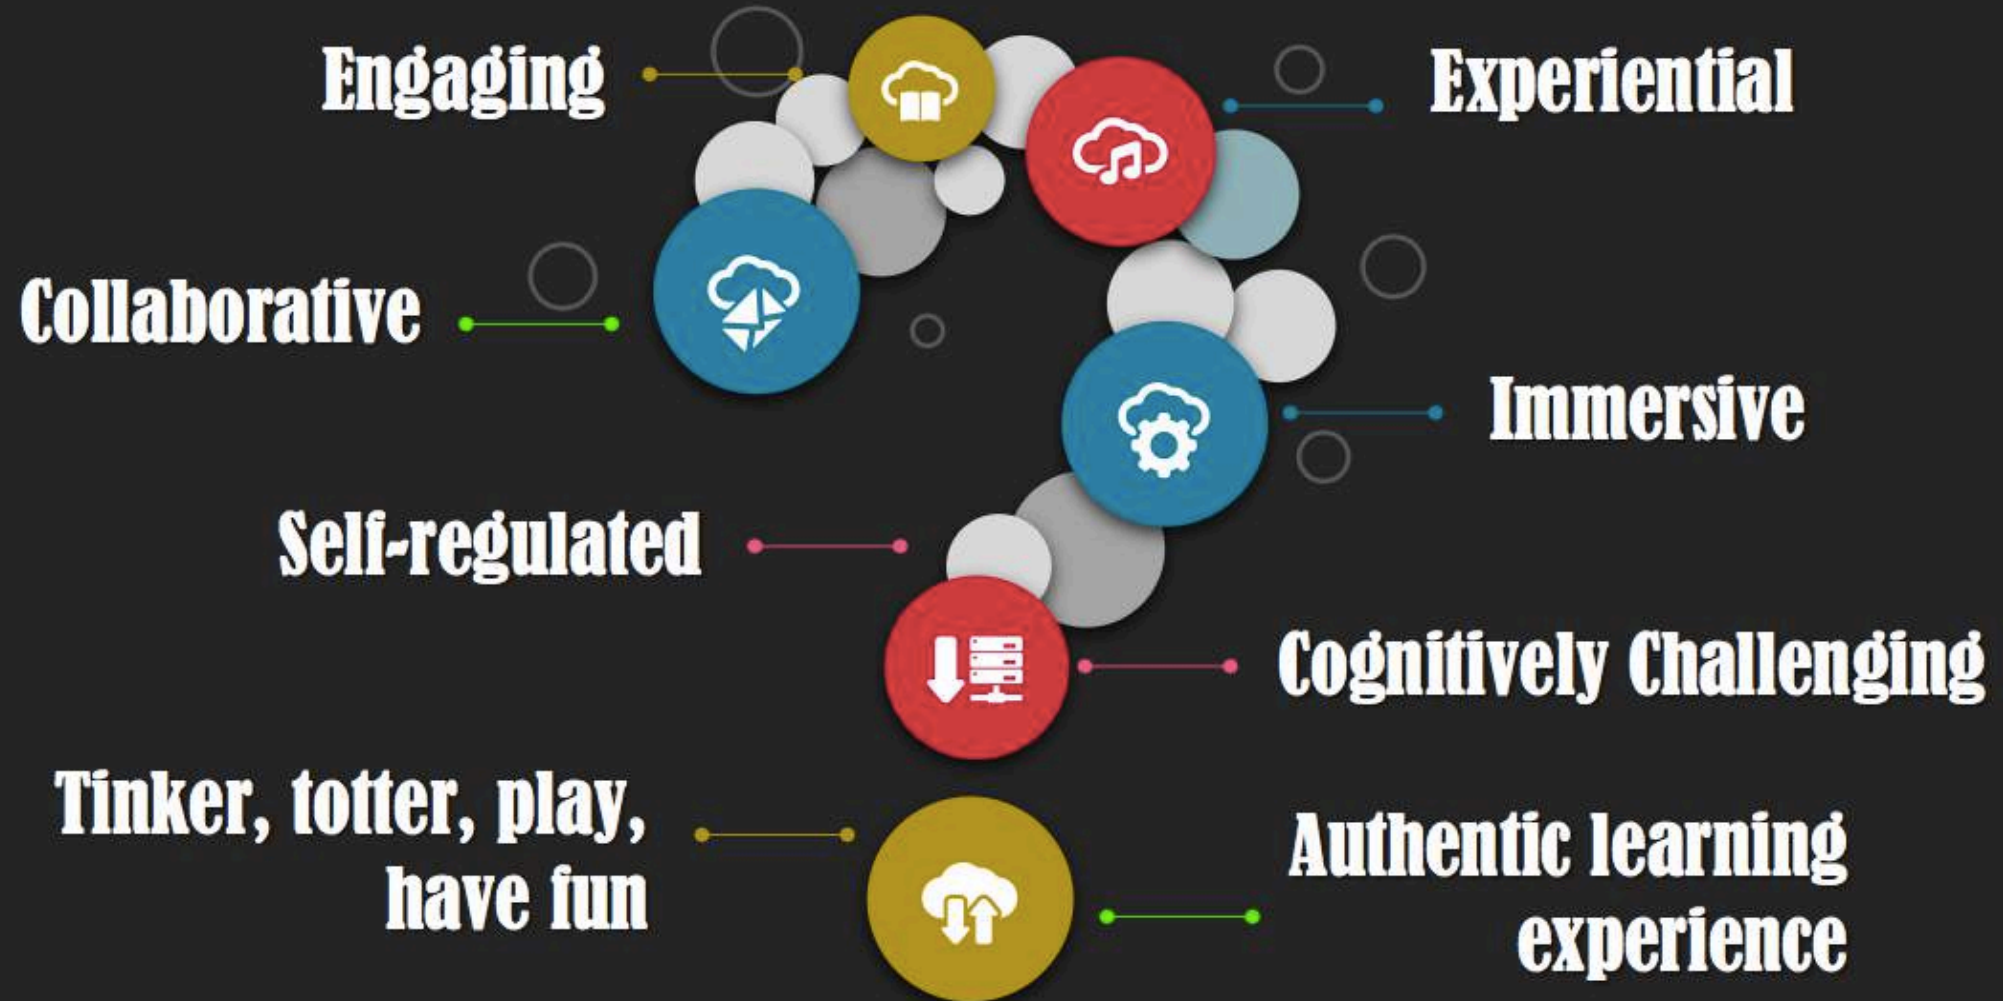 Engaging
Experiential
Collaborative
Immersive
Self-regulated
Cognitively Challenging
Tinker, totter, play,
have fun
Authentic learning
experience